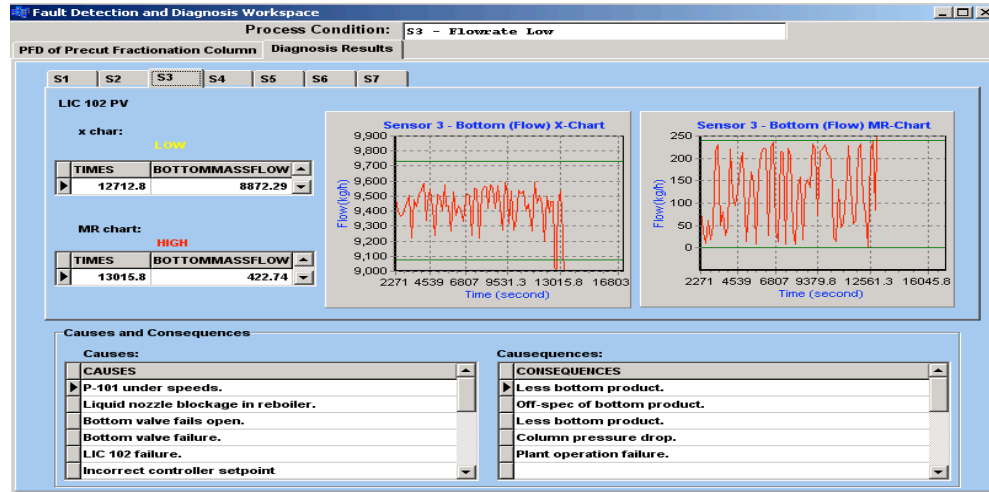 Fault Detection and Diagnosis Workspace
Process Condition: S3 - Flowrate Low
PFD of Precut Fractionation Column Diagnosis Results
S1 S2 S3 S4 S5 S6 S7
LIC 102 PV
x char:
LOW
TIMES BOTTOMMASSFLOW
12712.8 8872.29
MR chart:
HIGH
TIMES BOTTOMMASSFLOW
13015.8 422.74
Sensor 3 - Bottom (Flow) X-Chart
9,900
9,800
9,700
9,600
9,500
9,400
9,300
9,200
9,100
9,000
Flow(kg/h)
2271 4539 6807 9531.3 13015.8 16803
Time (second)
Sensor 3 - Bottom (Flow) MR-Chart
250
200
150
100
50
0
Flow(kg/h)
2271 4539 6807 9379.8 12561.3 16045.8
Time (second)
Causes and Consequences
Causes:
CAUSES
P-101 under speeds.
Liquid nozzle blockage in reboiler.
Bottom valve fails open.
Bottom valve failure.
LIC 102 failure.
Incorrect controller setpoint
Causequences:
CONSEQUENCES
Less bottom product.
Off-spec of bottom product.
Less bottom product.
Column pressure drop.
Plant operation failure.